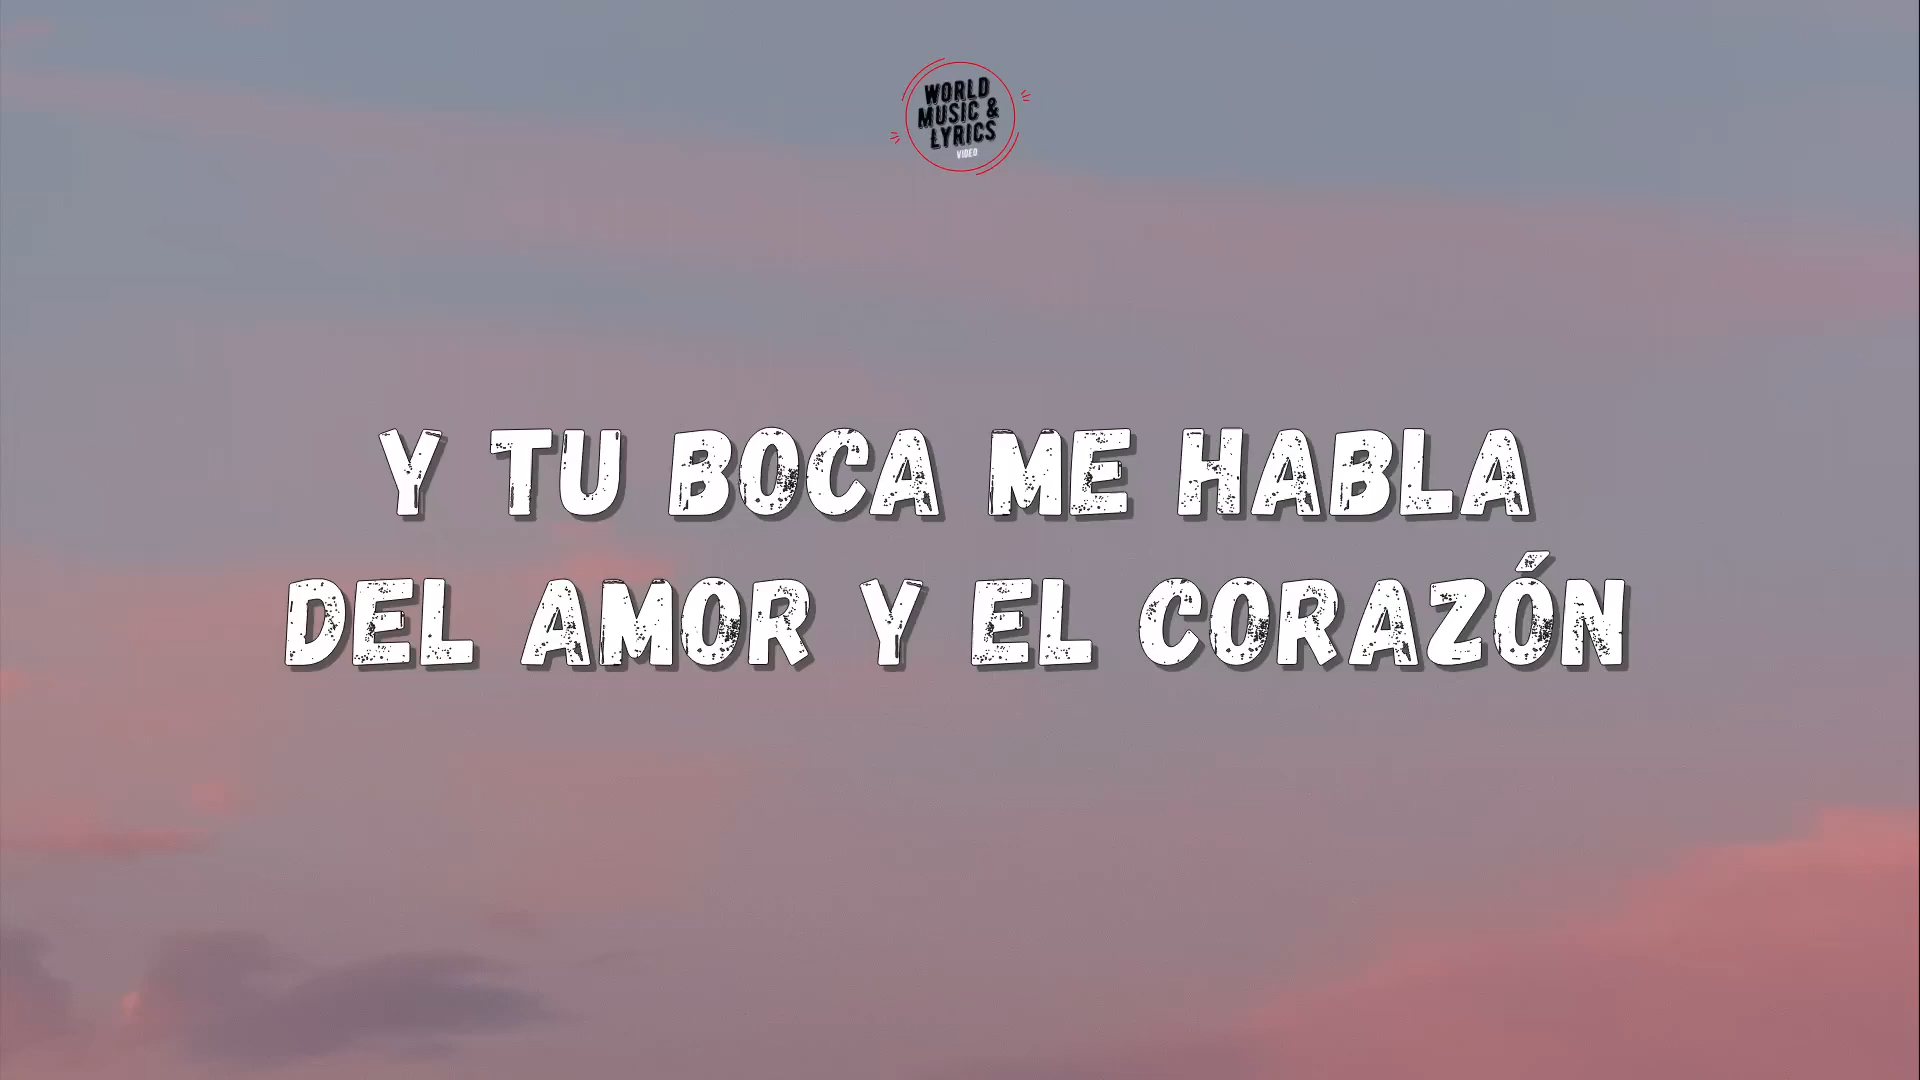 WORLD
MUSIC &
LYRICS
VIDEO
Y TU BOCA ME HABLA
DEL AMOR Y EL CORAZÓN